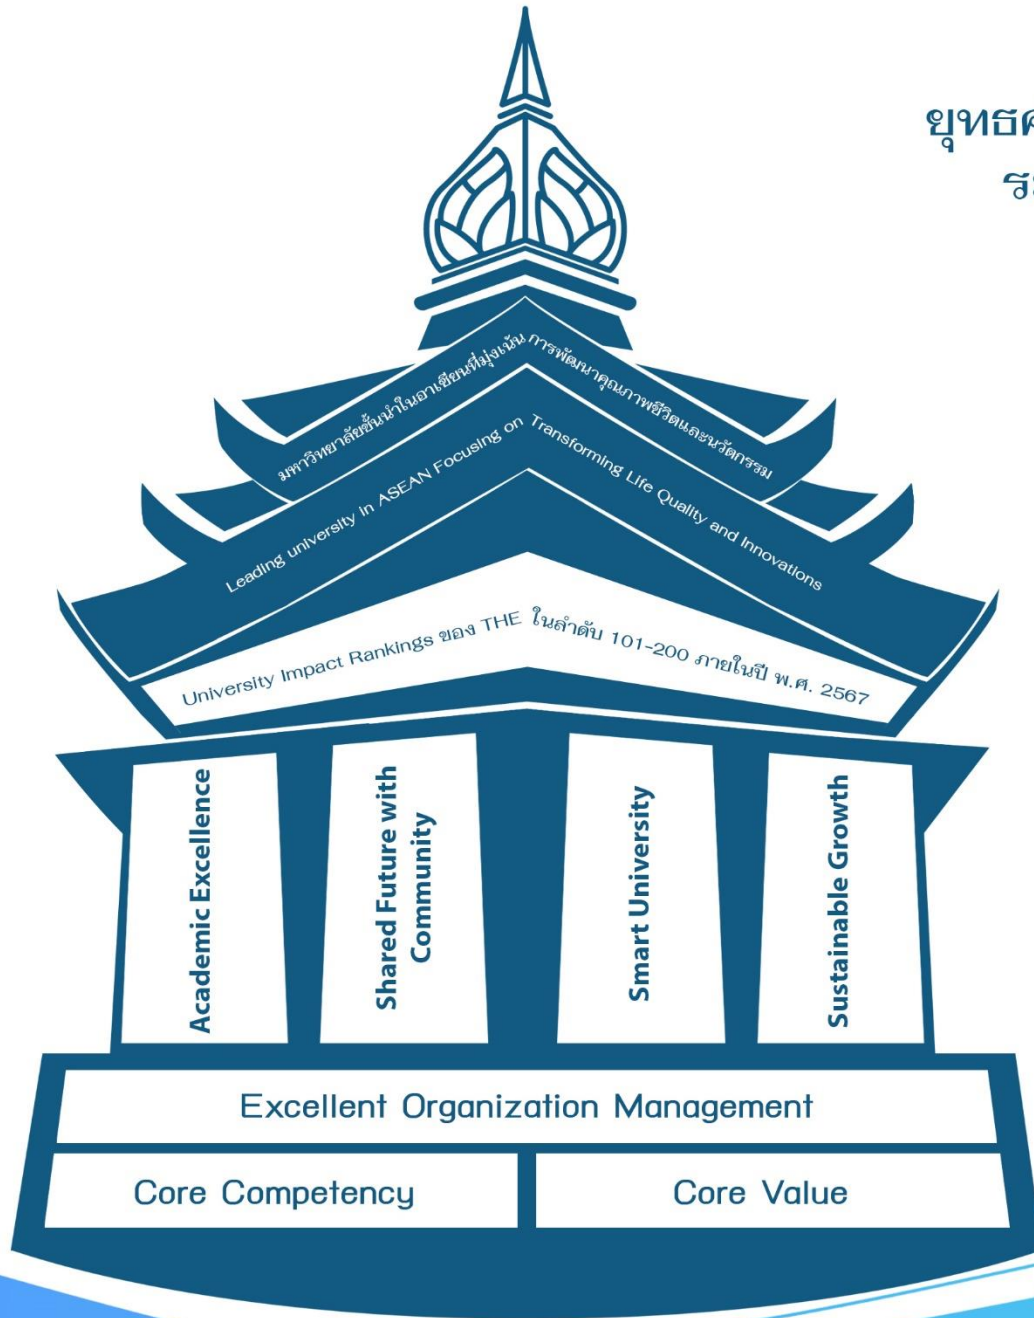 มหาวิทยาลัยชั้นนำในอาเซียนที่มุ่งเน้น การพัฒนาคุณภาพชีวิตและนวัตกรรม
Leading university in ASEAN Focusing on Transforming Life Quality and Innovations
University Impact Rankings ของ THE ในลำดับ 101-200 ภายในปี พ.ศ. 2567
Academic Excellence
Shared Future with
Community
Smart University
Sustainable Growth
Excellent Organization Management
Core Competency
Core Value